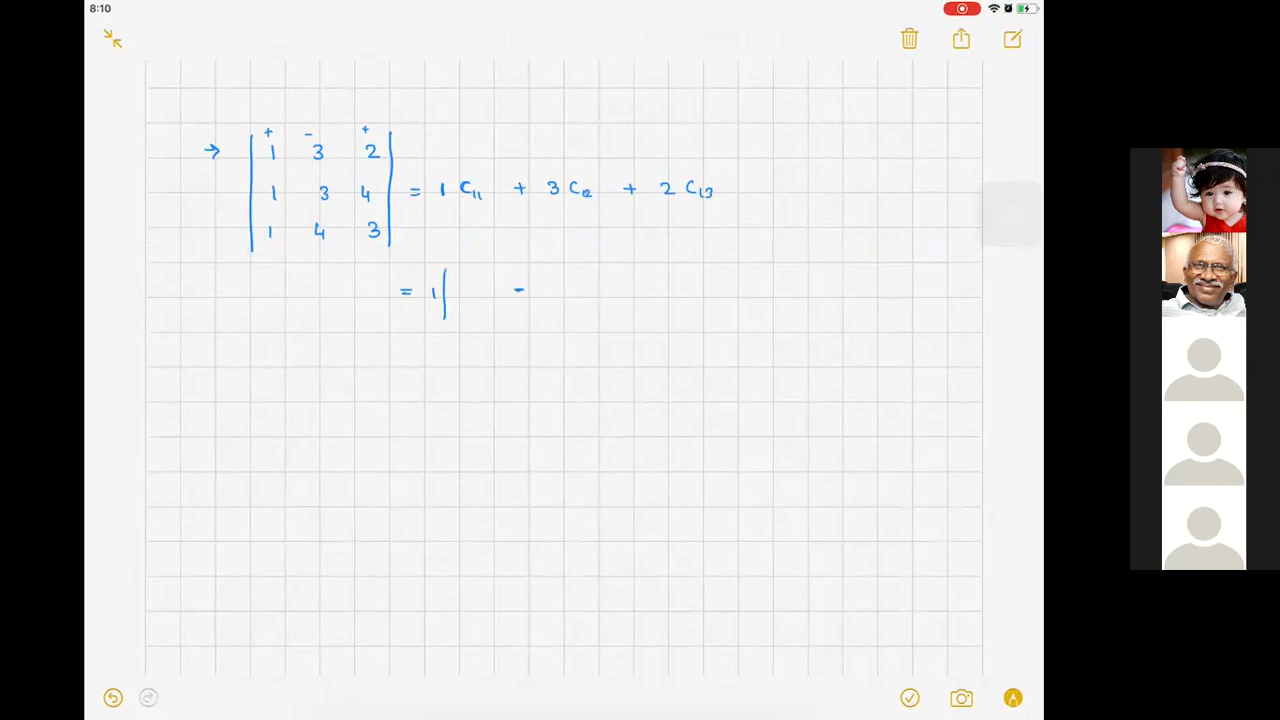 8:10
+ - +
→ | 1 3 2 |
| 1 3 4 | = 1 C₁₁ + 3 C₁₂ + 2 C₁₃
| 1 4 3 |
= 1 | -